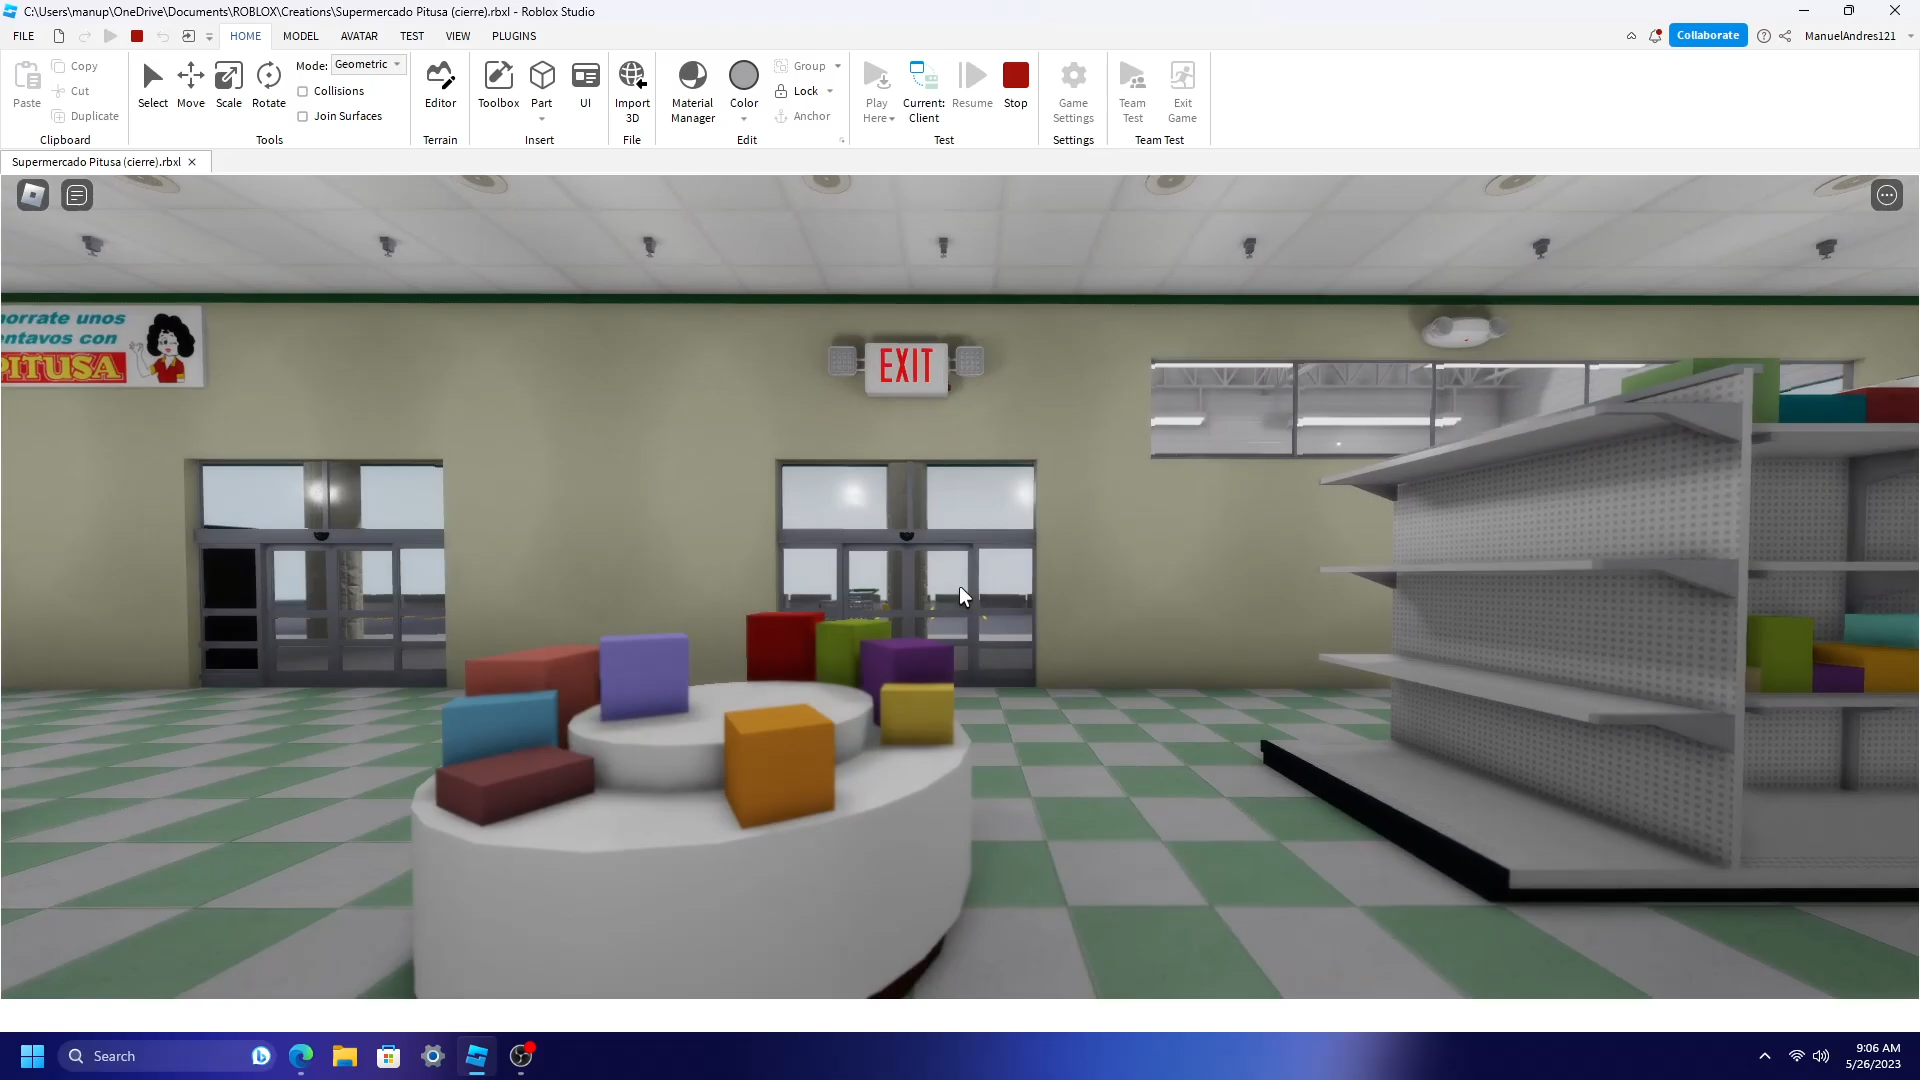 C:\Users\manup\OneDrive\Documents\ROBLOX\Creations\Supermercado Pitusa (cierre).rbxl - Roblox Studio
FILE HOME MODEL AVATAR TEST VIEW PLUGINS Collaborate ManuelAndres121
Paste Copy Cut Duplicate Clipboard
Select Move Scale Rotate Mode: Geometric Collisions Join Surfaces Tools
Editor Terrain
Toolbox Part UI Insert
Import 3D File
Material Manager Color Group Lock Anchor Edit
Play Here Current: Client Resume Stop Test
Game Settings Settings
Team Test Exit Game Team Test
Supermercado Pitusa (cierre).rbxl
horrate unos
entavos con
PITUSA
EXIT
Search
9:06 AM
5/26/2023